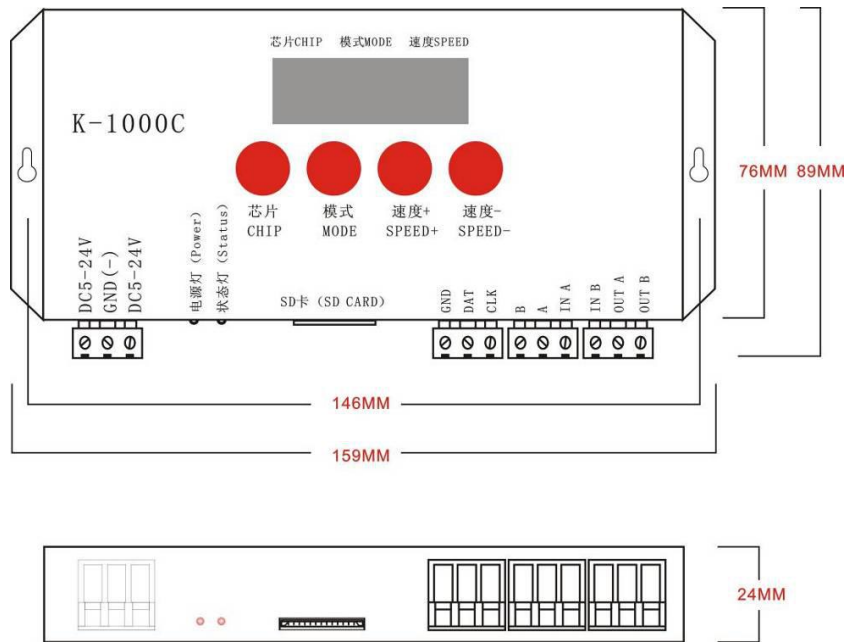 芯片CHIP 模式MODE 速度SPEED
K-1000C
芯片 模式 速度+ 速度-
CHIP MODE SPEED+ SPEED-
76MM 89MM
DC5-24V
GND(-)
DC5-24V
电源灯(Power)
状态灯(Status)
SD卡 (SD CARD)
GND
DAT
CLK
B
A
IN A
IN B
OUT A
OUT B
146MM
159MM
24MM